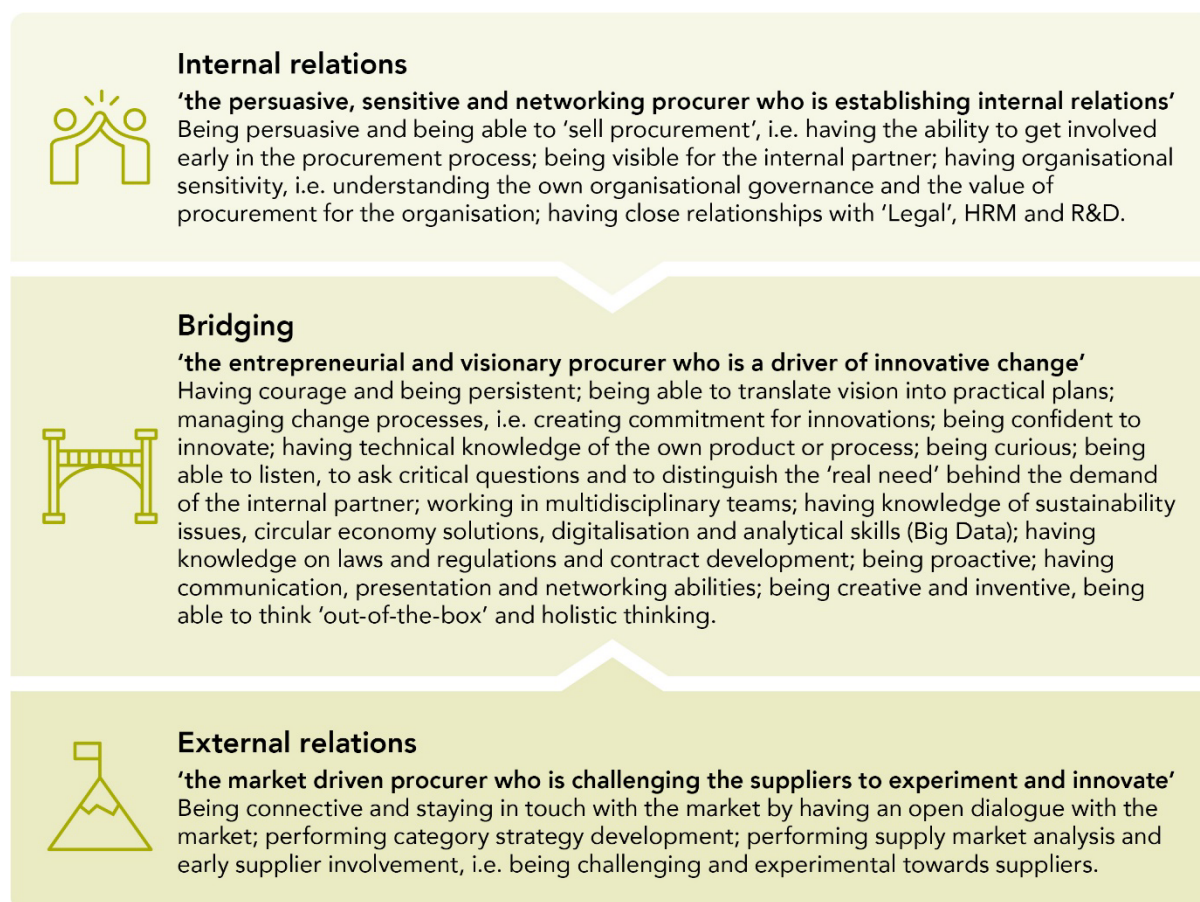 Internal relations
‘the persuasive, sensitive and networking procurer who is establishing internal relations’
Being persuasive and being able to ‘sell procurement’, i.e. having the ability to get involved
early in the procurement process; being visible for the internal partner; having organisational
sensitivity, i.e. understanding the own organisational governance and the value of
procurement for the organisation; having close relationships with ‘Legal’, HRM and R&D.
Bridging
‘the entrepreneurial and visionary procurer who is a driver of innovative change’
Having courage and being persistent; being able to translate vision into practical plans;
managing change processes, i.e. creating commitment for innovations; being confident to
innovate; having technical knowledge of the own product or process; being curious; being
able to listen, to ask critical questions and to distinguish the ‘real need’ behind the demand
of the internal partner; working in multidisciplinary teams; having knowledge of sustainability
issues, circular economy solutions, digitalisation and analytical skills (Big Data); having
knowledge on laws and regulations and contract development; being proactive; having
communication, presentation and networking abilities; being creative and inventive, being
able to think ‘out-of-the-box’ and holistic thinking.
External relations
‘the market driven procurer who is challenging the suppliers to experiment and innovate’
Being connective and staying in touch with the market by having an open dialogue with the
market; performing category strategy development; performing supply market analysis and
early supplier involvement, i.e. being challenging and experimental towards suppliers.